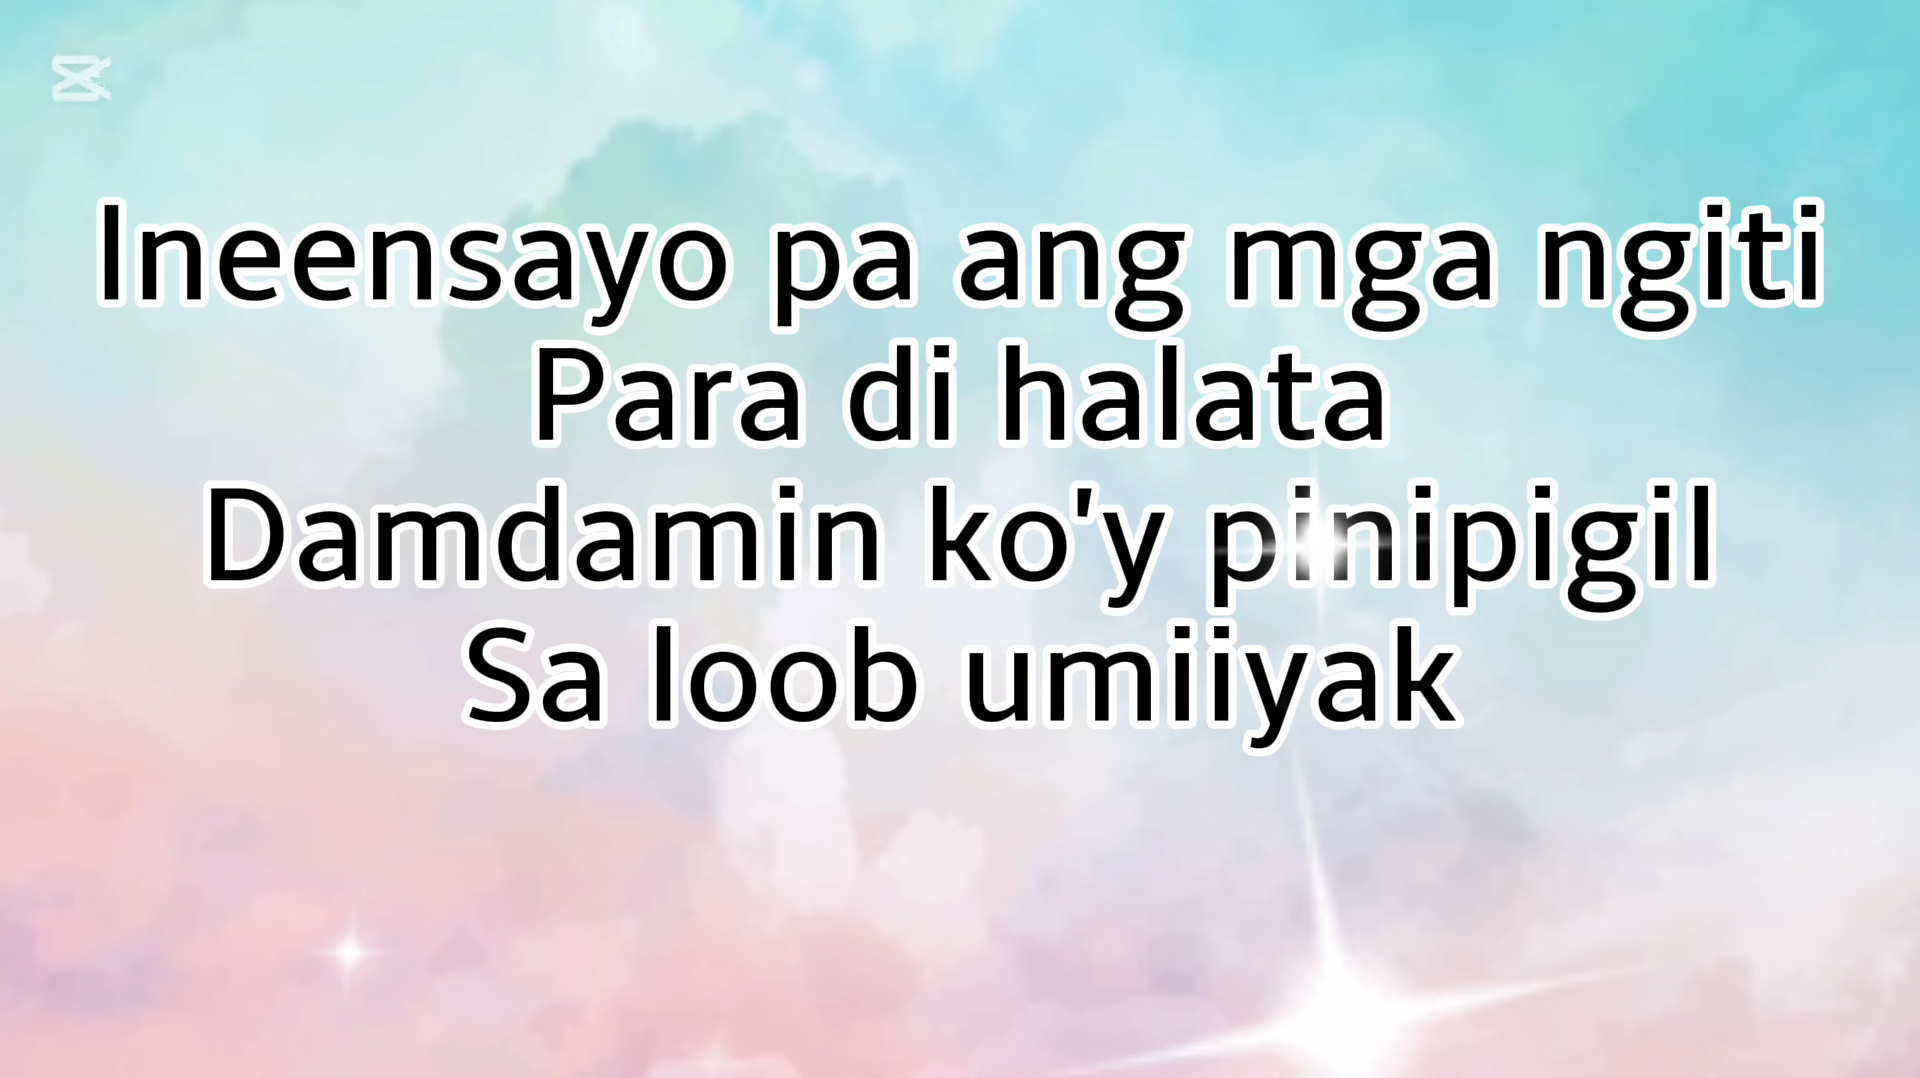 Ineensayo pa ang mga ngiti
Para di halata
Damdamin ko'y pinipigil
Sa loob umiiyak